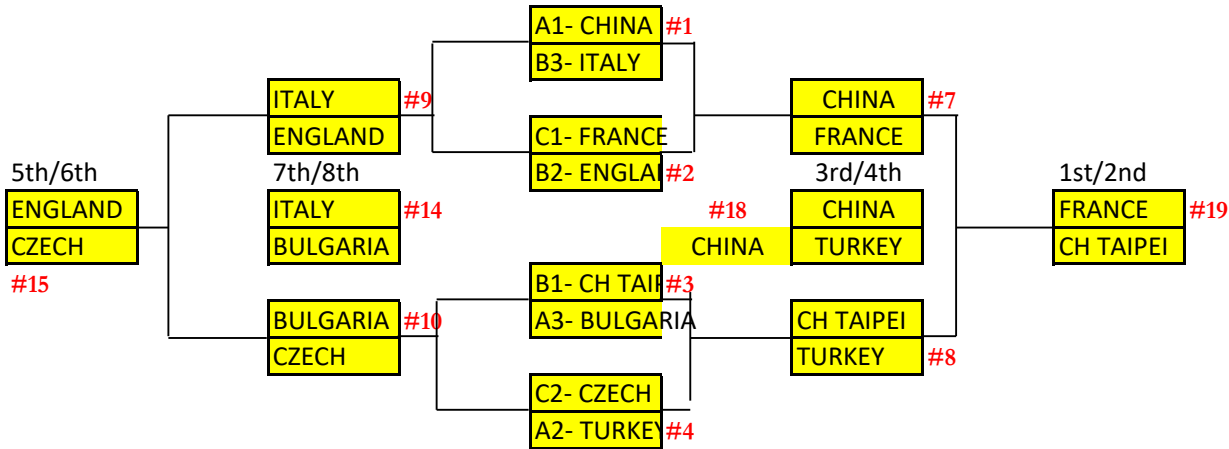 A1- CHINA #1
B3- ITALY
ITALY #9
ENGLAND
CHINA #7
FRANCE
C1- FRANCE
B2- ENGLAI #2
5th/6th
7th/8th
3rd/4th
1st/2nd
ENGLAND
CZECH
#15
ITALY #14
BULGARIA
#18
CHINA
CHINA
TURKEY
FRANCE #19
CH TAIPEI
B1- CH TAIF #3
A3- BULGARIA
BULGARIA #10
CZECH
CH TAIPEI
TURKEY #8
C2- CZECH
A2- TURKEY #4